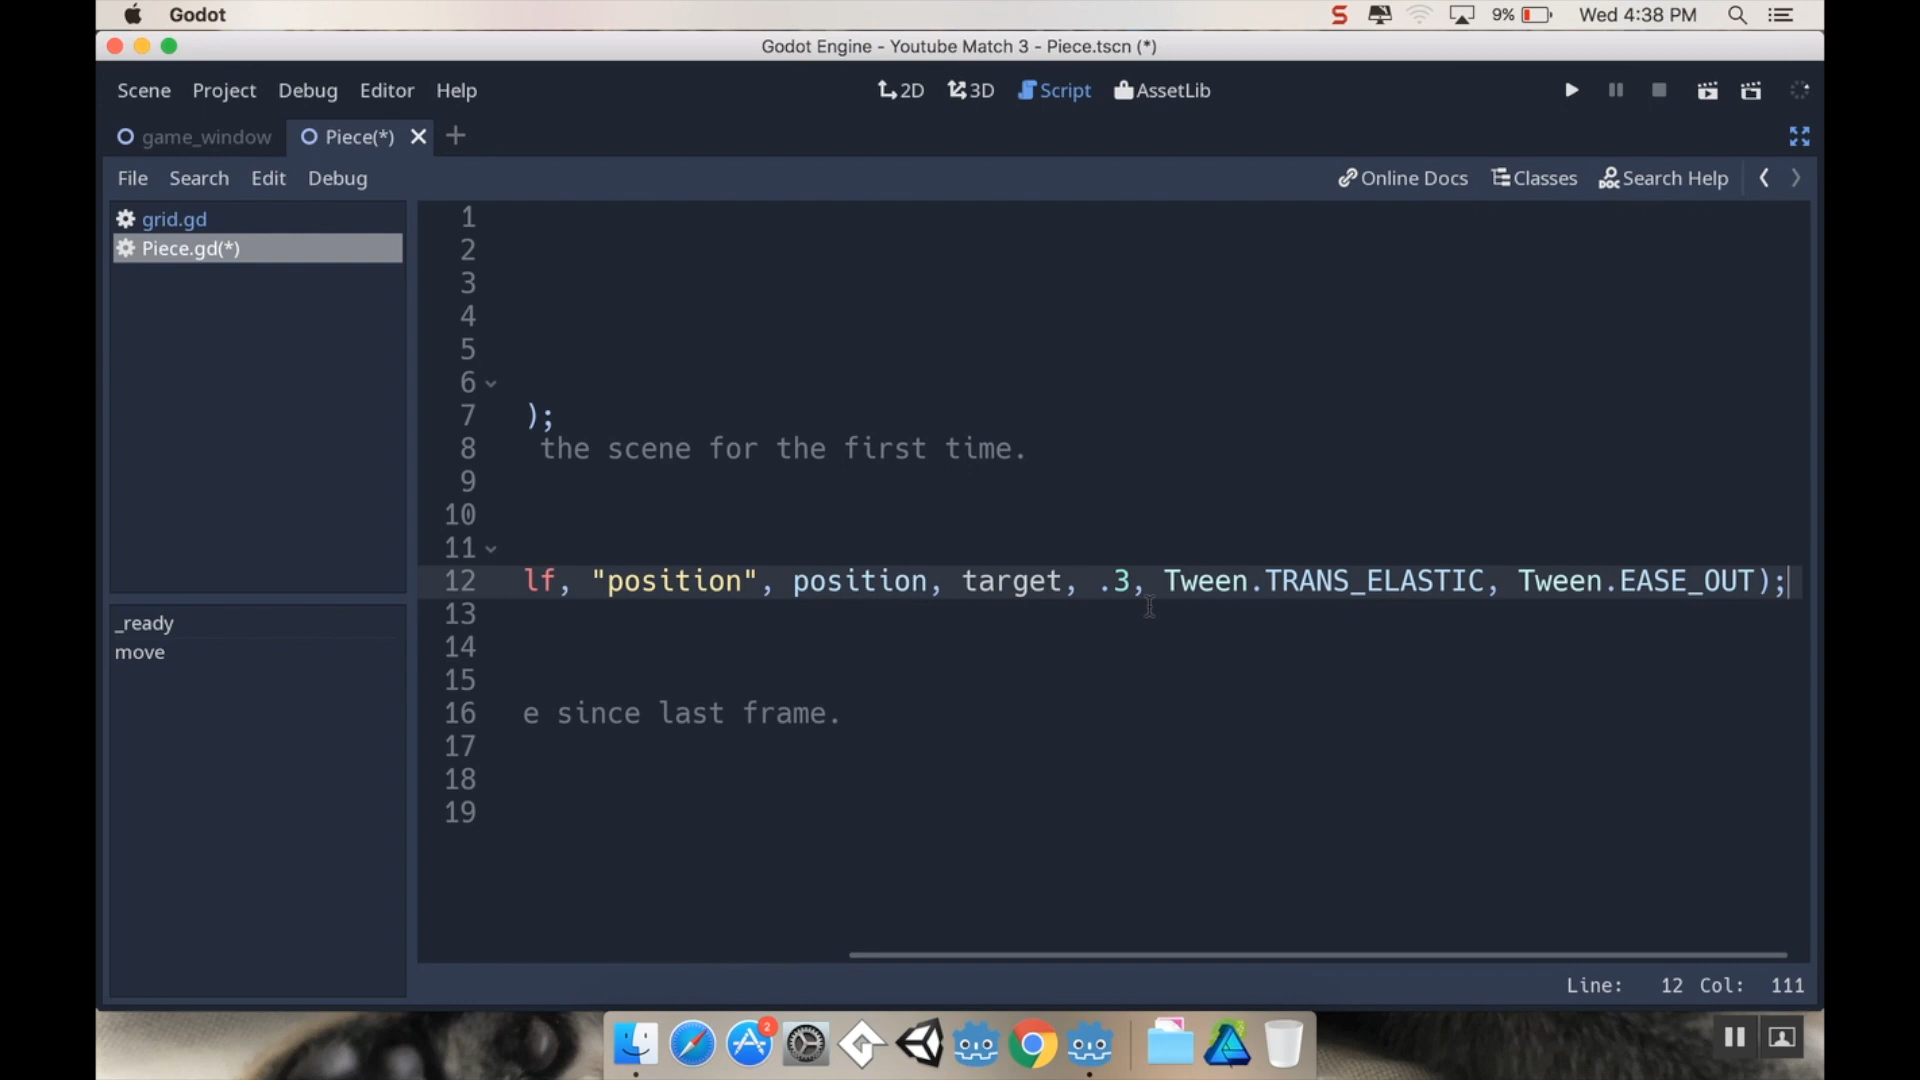 Godot
S
9%
Wed 4:38 PM
Godot Engine - Youtube Match 3 - Piece.tscn (*)
Scene Project Debug Editor Help
2D 3D Script AssetLib
game_window Piece(*)
File Search Edit Debug
Online Docs Classes Search Help
grid.gd
Piece.gd(*)
_ready
move
1
2
3
4
5
6
7 );
8 the scene for the first time.
9
10
11
12 lf, "position", position, target, .3, Tween.TRANS_ELASTIC, Tween.EASE_OUT);
13
14
15
16 e since last frame.
17
18
19
Line: 12 Col: 111
2